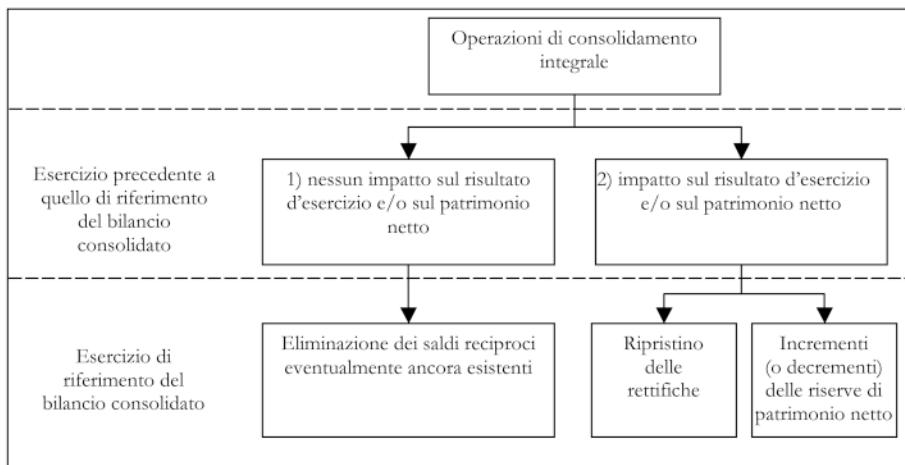 Operazioni di consolidamento
integrale
Esercizio precedente a
quello di riferimento
del bilancio
consolidato
1) nessun impatto sul risultato
d'esercizio e/o sul patrimonio
netto
2) impatto sul risultato d'esercizio
e/o sul patrimonio netto
Esercizio di
riferimento del
bilancio consolidato
Eliminazione dei saldi reciproci
eventualmente ancora esistenti
Ripristino
delle
rettifiche
Incrementi
(o decrementi)
delle riserve di
patrimonio netto